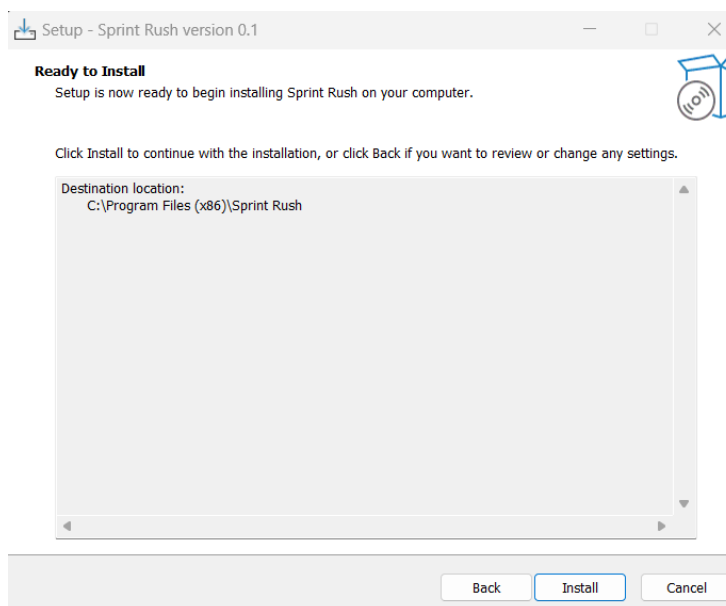 Setup - Sprint Rush version 0.1
Ready to Install
Setup is now ready to begin installing Sprint Rush on your computer.
Click Install to continue with the installation, or click Back if you want to review or change any settings.
Destination location:
C:\Program Files (x86)\Sprint Rush
Back Install Cancel